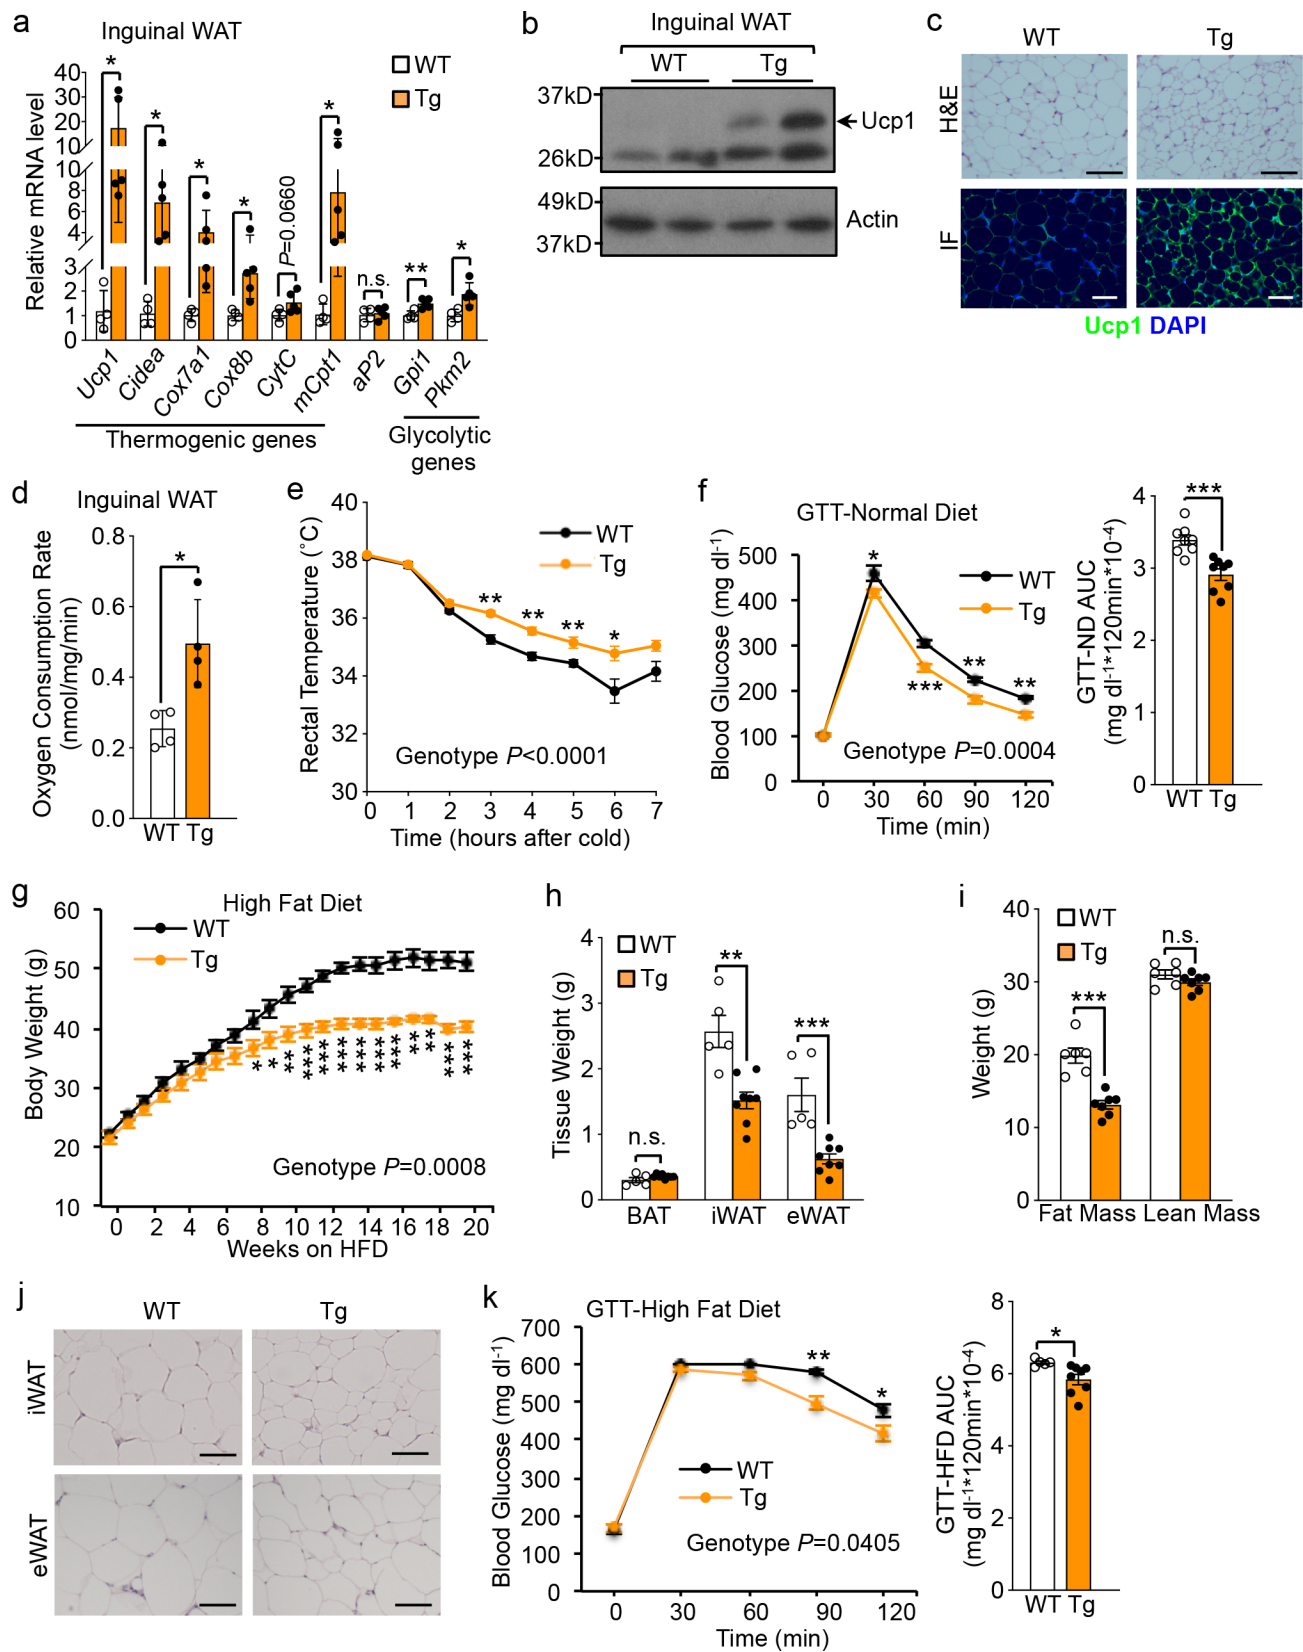 a
Inguinal WAT
Relative mRNA level
40
30
20
10
10
8
6
4
3
2
1
0
WT
Tg
*
*
*
*
P=0.0660
*
n.s.
**
*
Ucp1
Cidea
Cox7a1
Cox8b
CytC
mCpt1
aP2
Gpi1
Pkm2
Thermogenic genes
Glycolytic
genes
b
Inguinal WAT
WT
Tg
37kD
26kD
Ucp1
49kD
37kD
Actin
c
WT
Tg
H&E
IF
Ucp1 DAPI
d
Inguinal WAT
Oxygen Consumption Rate
(nmol/mg/min)
0.8
0.6
0.4
0.2
0.0
*
WT Tg
e
Rectal Temperature (˚C)
40
38
36
34
32
30
WT
Tg
**
**
**
*
Genotype P<0.0001
0 1 2 3 4 5 6 7
Time (hours after cold)
f
GTT-Normal Diet
Blood Glucose (mg dl-1)
500
400
300
200
100
0
WT
Tg
*
***
**
**
Genotype P=0.0004
0 30 60 90 120
Time (min)
GTT-ND AUC
(mg dl-1*120min*10-4)
4
3
2
1
0
***
WT Tg
g
High Fat Diet
Body Weight (g)
60
50
40
30
20
10
WT
Tg
*
*
**
***
***
***
***
***
**
**
***
***
Genotype P=0.0008
0 2 4 6 8 10 12 14 16 18 20
Weeks on HFD
h
Tissue Weight (g)
4
3
2
1
0
WT
Tg
n.s.
**
***
BAT iWAT eWAT
i
Weight (g)
40
30
20
10
0
WT
Tg
***
n.s.
Fat Mass Lean Mass
j
WT
Tg
iWAT
eWAT
k
GTT-High Fat Diet
Blood Glucose (mg dl-1)
700
600
500
400
300
200
100
0
**
*
WT
Tg
Genotype P=0.0405
0 30 60 90 120
Time (min)
GTT-HFD AUC
(mg dl-1*120min*10-4)
8
6
4
2
0
*
WT Tg